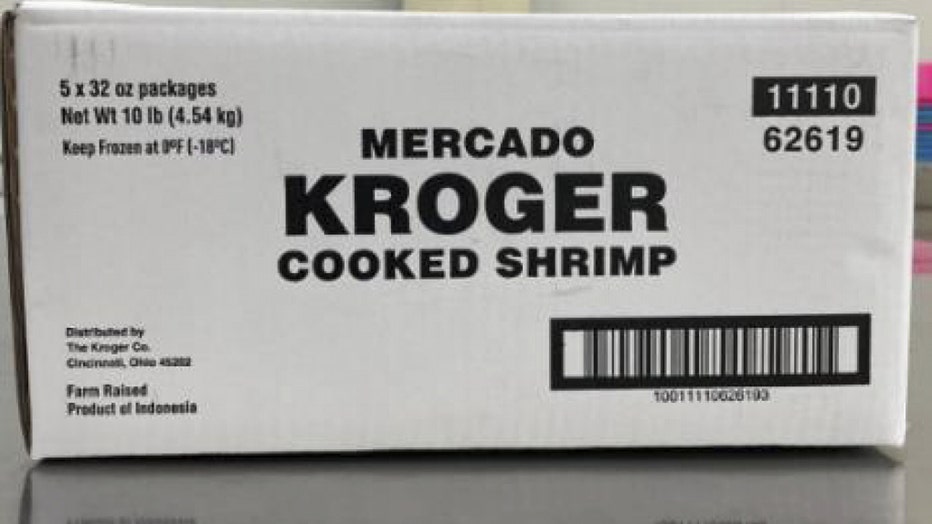 5 x 32 oz packages
Net Wt 10 lb (4.54 kg)
Keep Frozen at 0ºF (-18ºC)
11110
62619
MERCADO
KROGER
COOKED SHRIMP
Distributed by
The Kroger Co.
Cincinnati, Ohio 45202
Farm Raised
Product of Indonesia
10011110626193